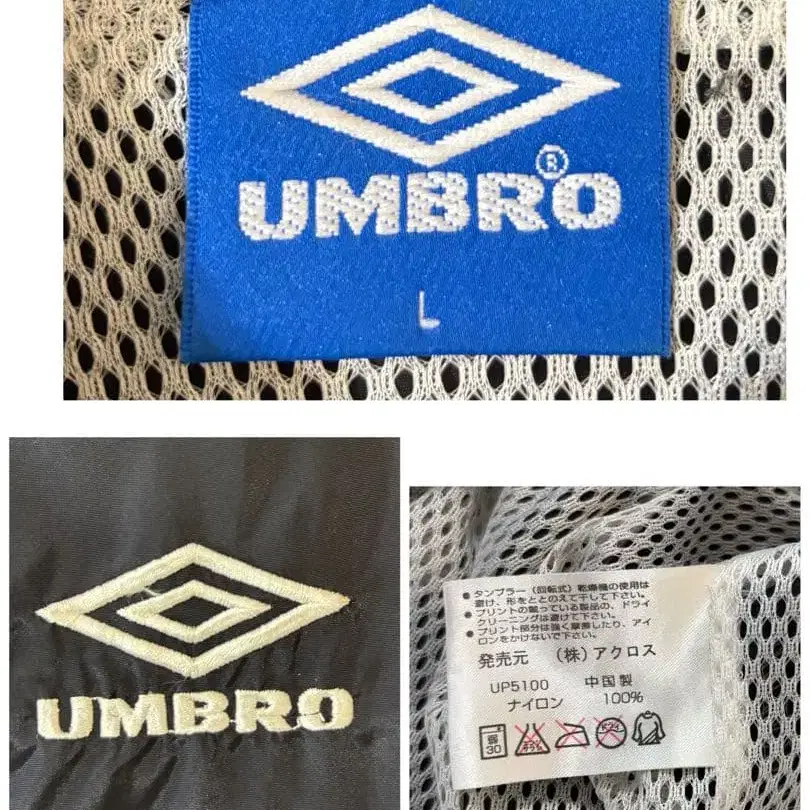 UMBRO®
L
UMBRO
● タンブラー(回転式)乾燥機の使用は
避け、形をととのえて干して下さい。
● プリントの載っている製品の、ドライ
クリーニングは避けて下さい。
● プリント部分は強く摩擦したり、アイ
ロンをかけないで下さい。
発売元 (株)アクロス
UP5100 中国製
ナイロン 100%
弱
30